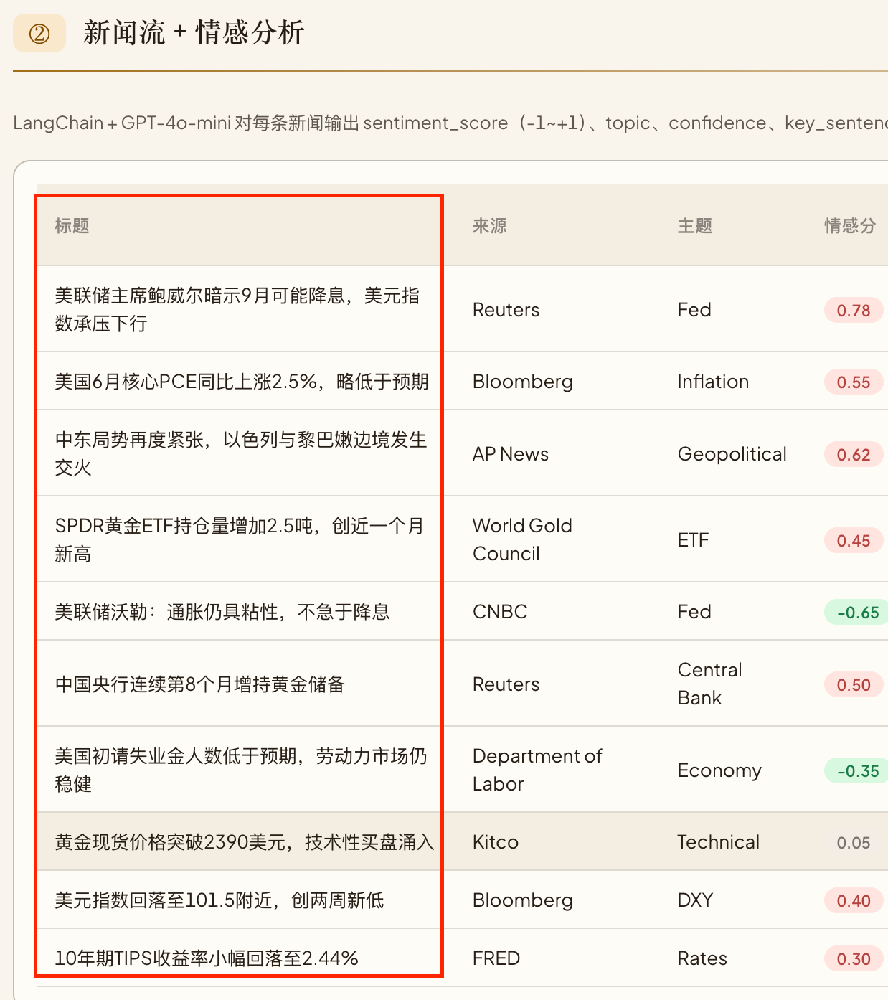 ② 新闻流 + 情感分析
LangChain + GPT-4o-mini 对每条新闻输出 sentiment_score（-1~+1）、topic、confidence、key_sentenc
标题 来源 主题 情感分
美联储主席鲍威尔暗示9月可能降息，美元指
数承压下行
Reuters Fed 0.78
美国6月核心PCE同比上涨2.5%，略低于预期 Bloomberg Inflation 0.55
中东局势再度紧张，以色列与黎巴嫩边境发生
交火
AP News Geopolitical 0.62
SPDR黄金ETF持仓量增加2.5吨，创近一个月
新高
World Gold
Council
ETF 0.45
美联储沃勒：通胀仍具粘性，不急于降息 CNBC Fed -0.65
中国央行连续第8个月增持黄金储备 Reuters
Central
Bank
0.50
美国初请失业金人数低于预期，劳动力市场仍
稳健
Department of
Labor
Economy -0.35
黄金现货价格突破2390美元，技术性买盘涌入 Kitco Technical 0.05
美元指数回落至101.5附近，创两周新低 Bloomberg DXY 0.40
10年期TIPS收益率小幅回落至2.44% FRED Rates 0.30